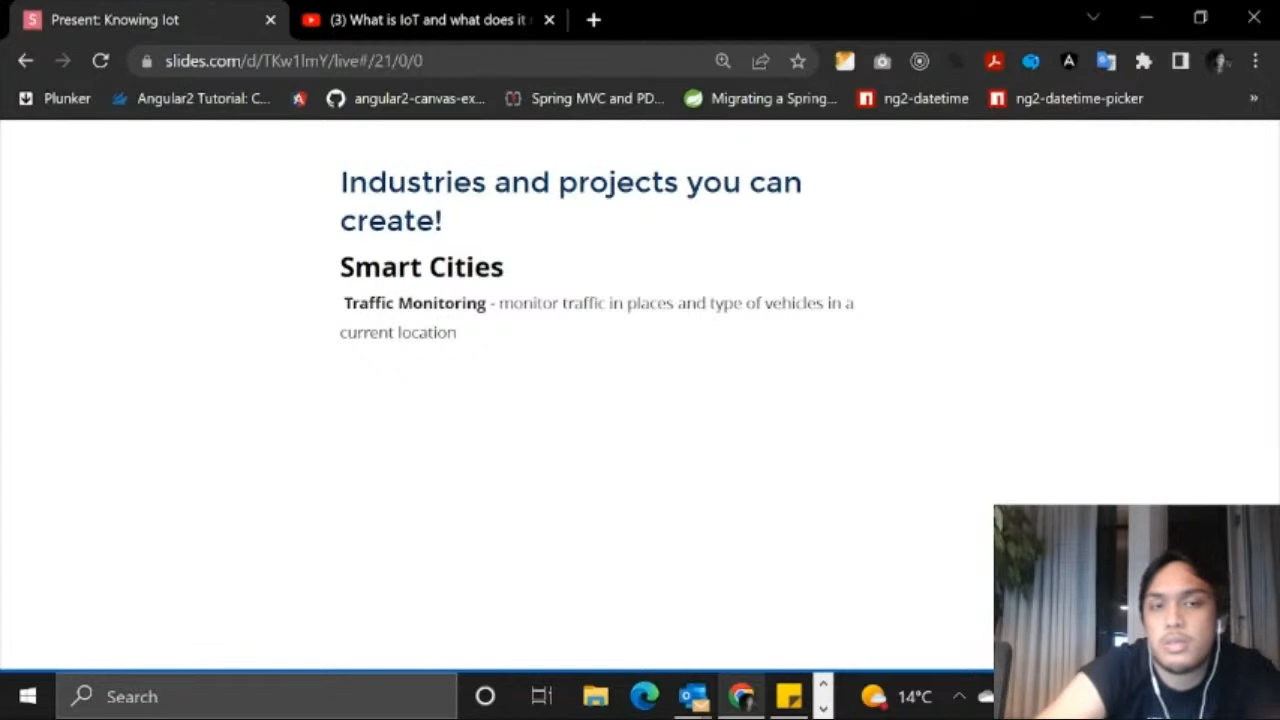 Present: Knowing Iot
(3) What is IoT and what does it
slides.com/d/TKw1lmY/live#/21/0/0
Plunker
Angular2 Tutorial: C...
angular2-canvas-ex...
Spring MVC and PD...
Migrating a Spring...
ng2-datetime
ng2-datetime-picker
»
Industries and projects you can
create!
Smart Cities
Traffic Monitoring - monitor traffic in places and type of vehicles in a
current location
Search
14°C